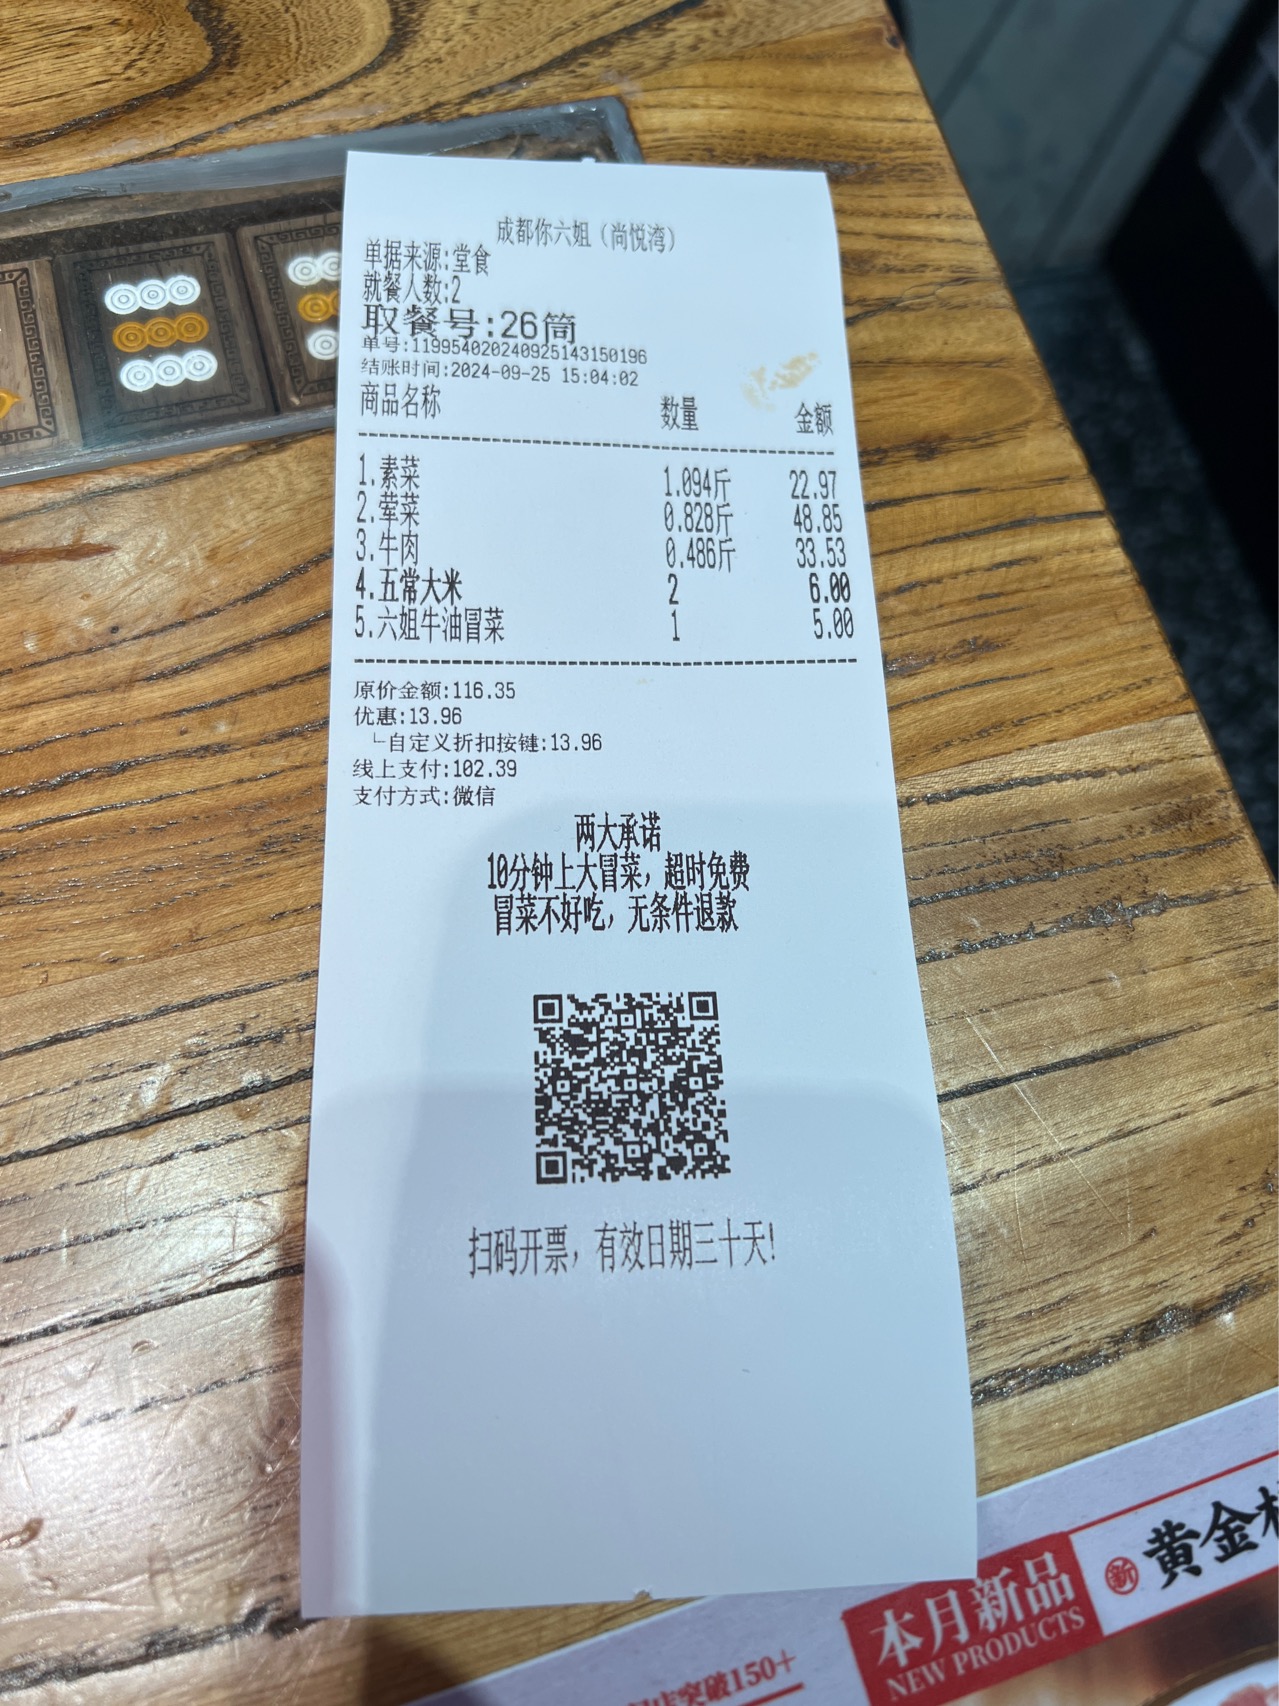 成都你六姐（尚悦湾）
单据来源:堂食
就餐人数:2
取餐号:26筒
单号:119954020240925143150196
结账时间:2024-09-25 15:04:02
商品名称 数量 金额
1.素菜 1.094斤 22.97
2.荤菜 0.828斤 48.85
3.牛肉 0.486斤 33.53
4.五常大米 2 6.00
5.六姐牛油冒菜 1 5.00
原价金额:116.35
优惠:13.96
└自定义折扣按键:13.96
线上支付:102.39
支付方式:微信
两大承诺
10分钟上大冒菜，超时免费
冒菜不好吃，无条件退款
扫码开票，有效日期三十天!
本月新品
NEW PRODUCTS
新 黄金
突破150+